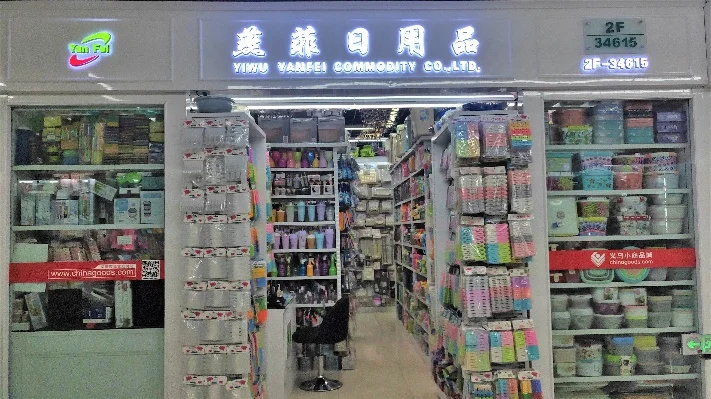 Yan Fei
燕菲日用品
YIWU YANFEI COMMODITY CO.,LTD.
2F
34615
2F-34615
www.chinagoods.com
义乌小商品城
chinagoods.com